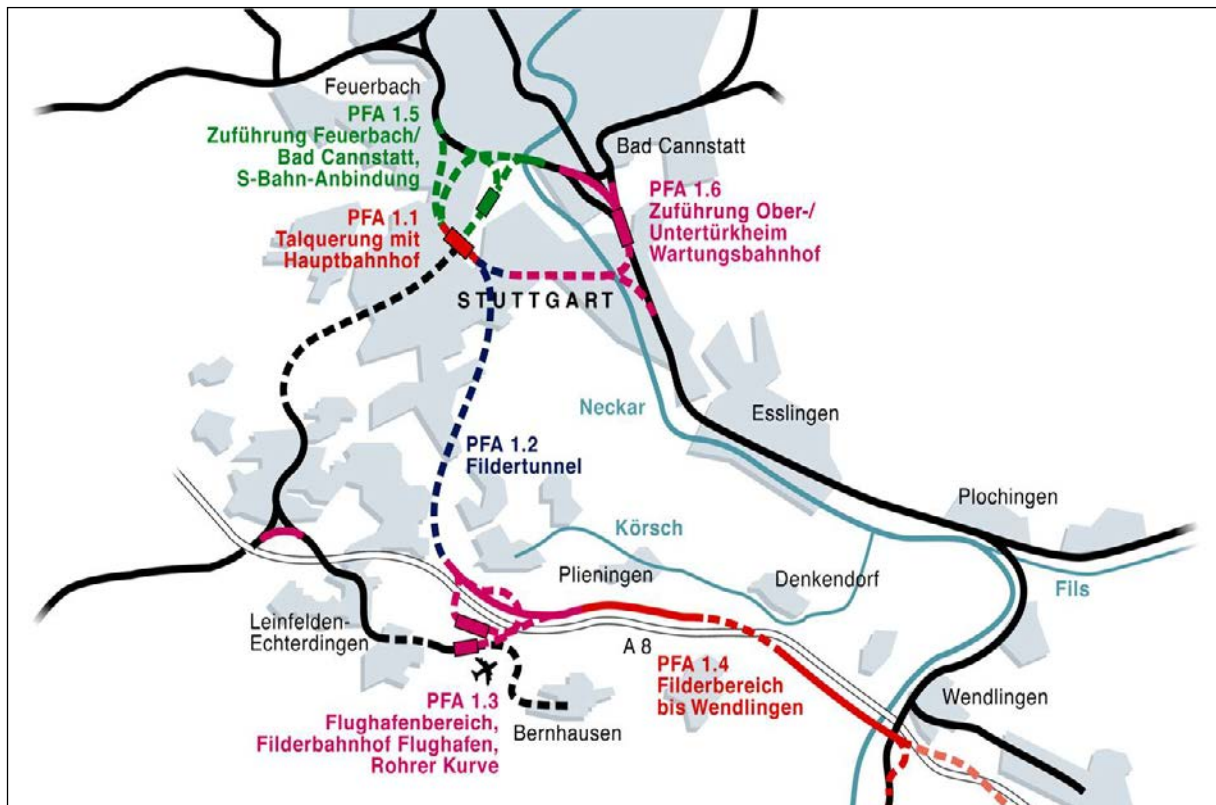 Feuerbach
PFA 1.5
Zuführung Feuerbach/
Bad Cannstatt,
S-Bahn-Anbindung
Bad Cannstatt
PFA 1.6
Zuführung Ober-/
Untertürkheim
Wartungsbahnhof
PFA 1.1
Talquerung mit
Hauptbahnhof
STUTTGART
Neckar
Esslingen
PFA 1.2
Fildertunnel
Plochingen
Körsch
Plieningen
Denkendorf
Fils
Leinfelden-
Echterdingen
A 8
PFA 1.4
Filderbereich
bis Wendlingen
Wendlingen
PFA 1.3
Flughafenbereich,
Filderbahnhof Flughafen,
Rohrer Kurve
Bernhausen